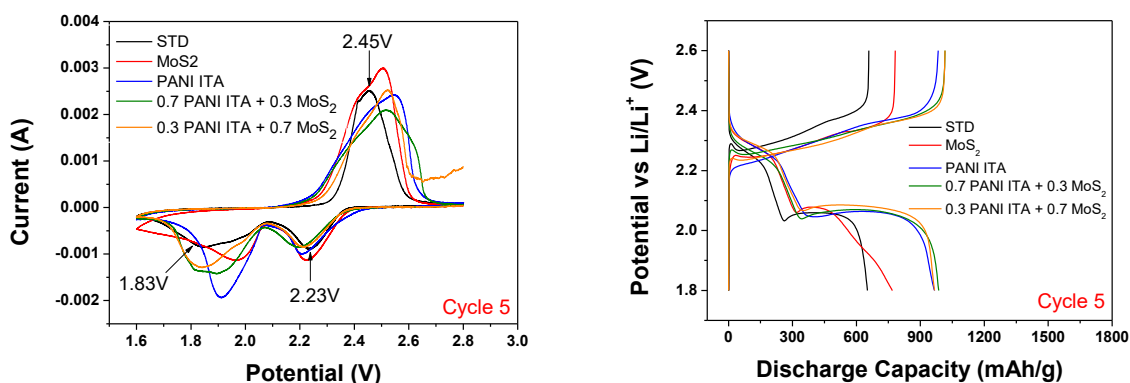 0.004
0.003
0.002
0.001
0.000
-0.001
-0.002
Current (A)
STD
MoS2
PANI ITA
0.7 PANI ITA + 0.3 MoS₂
0.3 PANI ITA + 0.7 MoS₂
2.45V
1.83V
2.23V
Cycle 5
1.6 1.8 2.0 2.2 2.4 2.6 2.8 3.0
Potential (V)
2.6
2.4
2.2
2.0
1.8
Potential vs Li/Li⁺ (V)
STD
MoS₂
PANI ITA
0.7 PANI ITA + 0.3 MoS₂
0.3 PANI ITA + 0.7 MoS₂
Cycle 5
0 300 600 900 1200 1500 1800
Discharge Capacity (mAh/g)